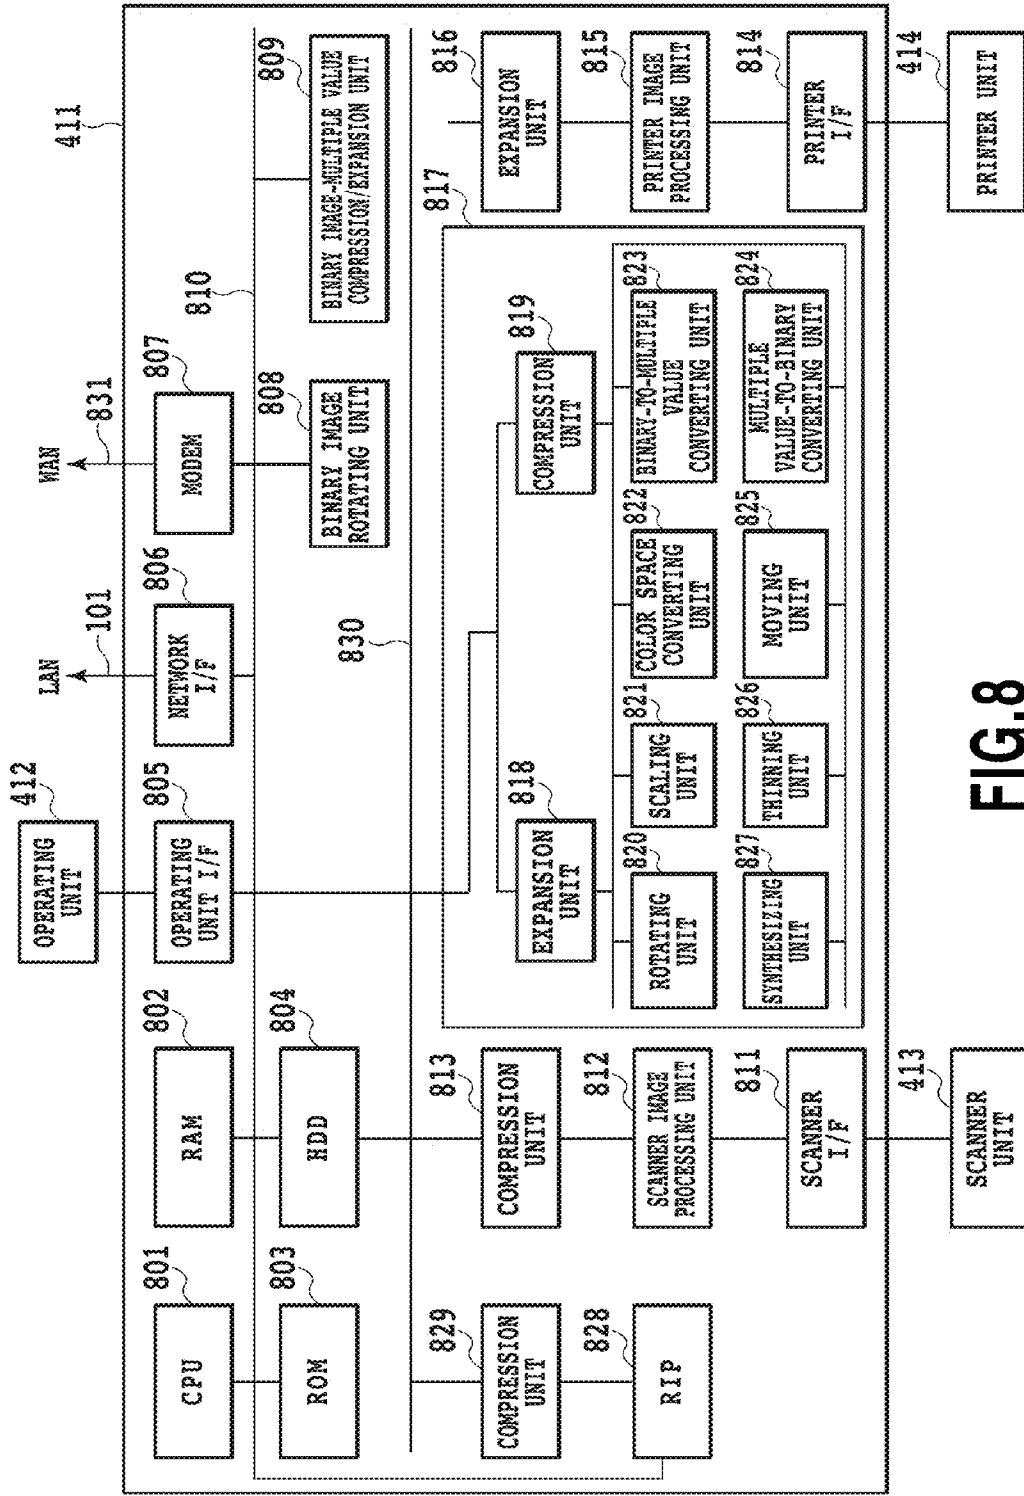 411
OPERATING
UNIT
412
LAN
101
WAN
831
CPU
801
RAM
802
OPERATING
UNIT I/F
805
NETWORK
I/F
806
MODEM
807
810
ROM
803
HDD
804
BINARY IMAGE
ROTATING UNIT
808
BINARY IMAGE-MULTIPLE VALUE
COMPRESSION/EXPANSION UNIT
809
830
COMPRESSION
UNIT
829
RIP
828
COMPRESSION
UNIT
813
SCANNER IMAGE
PROCESSING UNIT
812
SCANNER
I/F
811
SCANNER
UNIT
413
817
EXPANSION
UNIT
818
COMPRESSION
UNIT
819
ROTATING
UNIT
820
SCALING
UNIT
821
COLOR SPACE
CONVERTING
UNIT
822
BINARY-TO-MULTIPLE
VALUE
CONVERTING UNIT
823
SYNTHESIZING
UNIT
827
THINNING
UNIT
826
MOVING
UNIT
825
MULTIPLE
VALUE-TO-BINARY
CONVERTING UNIT
824
EXPANSION
UNIT
816
PRINTER IMAGE
PROCESSING UNIT
815
PRINTER
I/F
814
PRINTER UNIT
414
FIG.8